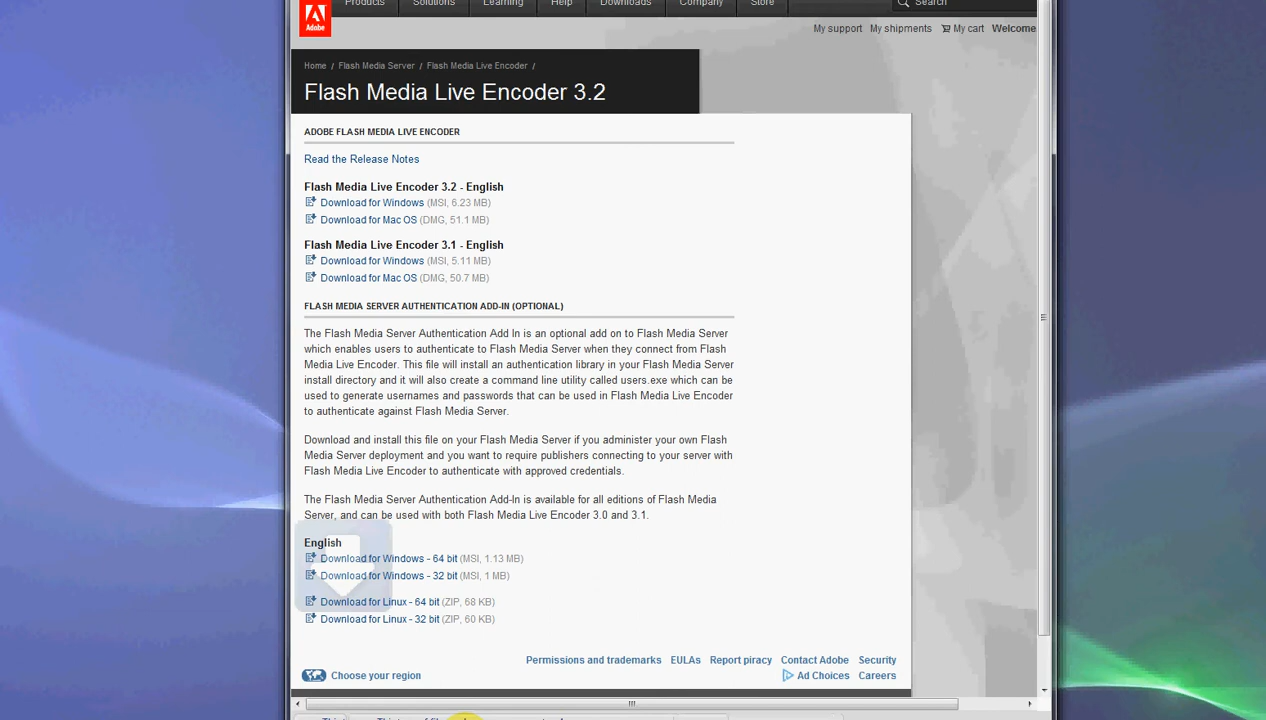 Products Solutions Learning Help Downloads Company Store Search
Adobe
My support My shipments My cart Welcome
Home / Flash Media Server / Flash Media Live Encoder /
Flash Media Live Encoder 3.2
ADOBE FLASH MEDIA LIVE ENCODER
Read the Release Notes
Flash Media Live Encoder 3.2 - English
Download for Windows (MSI, 6.23 MB)
Download for Mac OS (DMG, 51.1 MB)
Flash Media Live Encoder 3.1 - English
Download for Windows (MSI, 5.11 MB)
Download for Mac OS (DMG, 50.7 MB)
FLASH MEDIA SERVER AUTHENTICATION ADD-IN (OPTIONAL)
The Flash Media Server Authentication Add In is an optional add on to Flash Media Server
which enables users to authenticate to Flash Media Server when they connect from Flash
Media Live Encoder. This file will install an authentication library in your Flash Media Server
install directory and it will also create a command line utility called users.exe which can be
used to generate usernames and passwords that can be used in Flash Media Live Encoder
to authenticate against Flash Media Server.
Download and install this file on your Flash Media Server if you administer your own Flash
Media Server deployment and you want to require publishers connecting to your server with
Flash Media Live Encoder to authenticate with approved credentials.
The Flash Media Server Authentication Add-In is available for all editions of Flash Media
Server, and can be used with both Flash Media Live Encoder 3.0 and 3.1.
English
Download for Windows - 64 bit (MSI, 1.13 MB)
Download for Windows - 32 bit (MSI, 1 MB)
Download for Linux - 64 bit (ZIP, 68 KB)
Download for Linux - 32 bit (ZIP, 60 KB)
Permissions and trademarks EULAs Report piracy Contact Adobe Security
Choose your region Ad Choices Careers